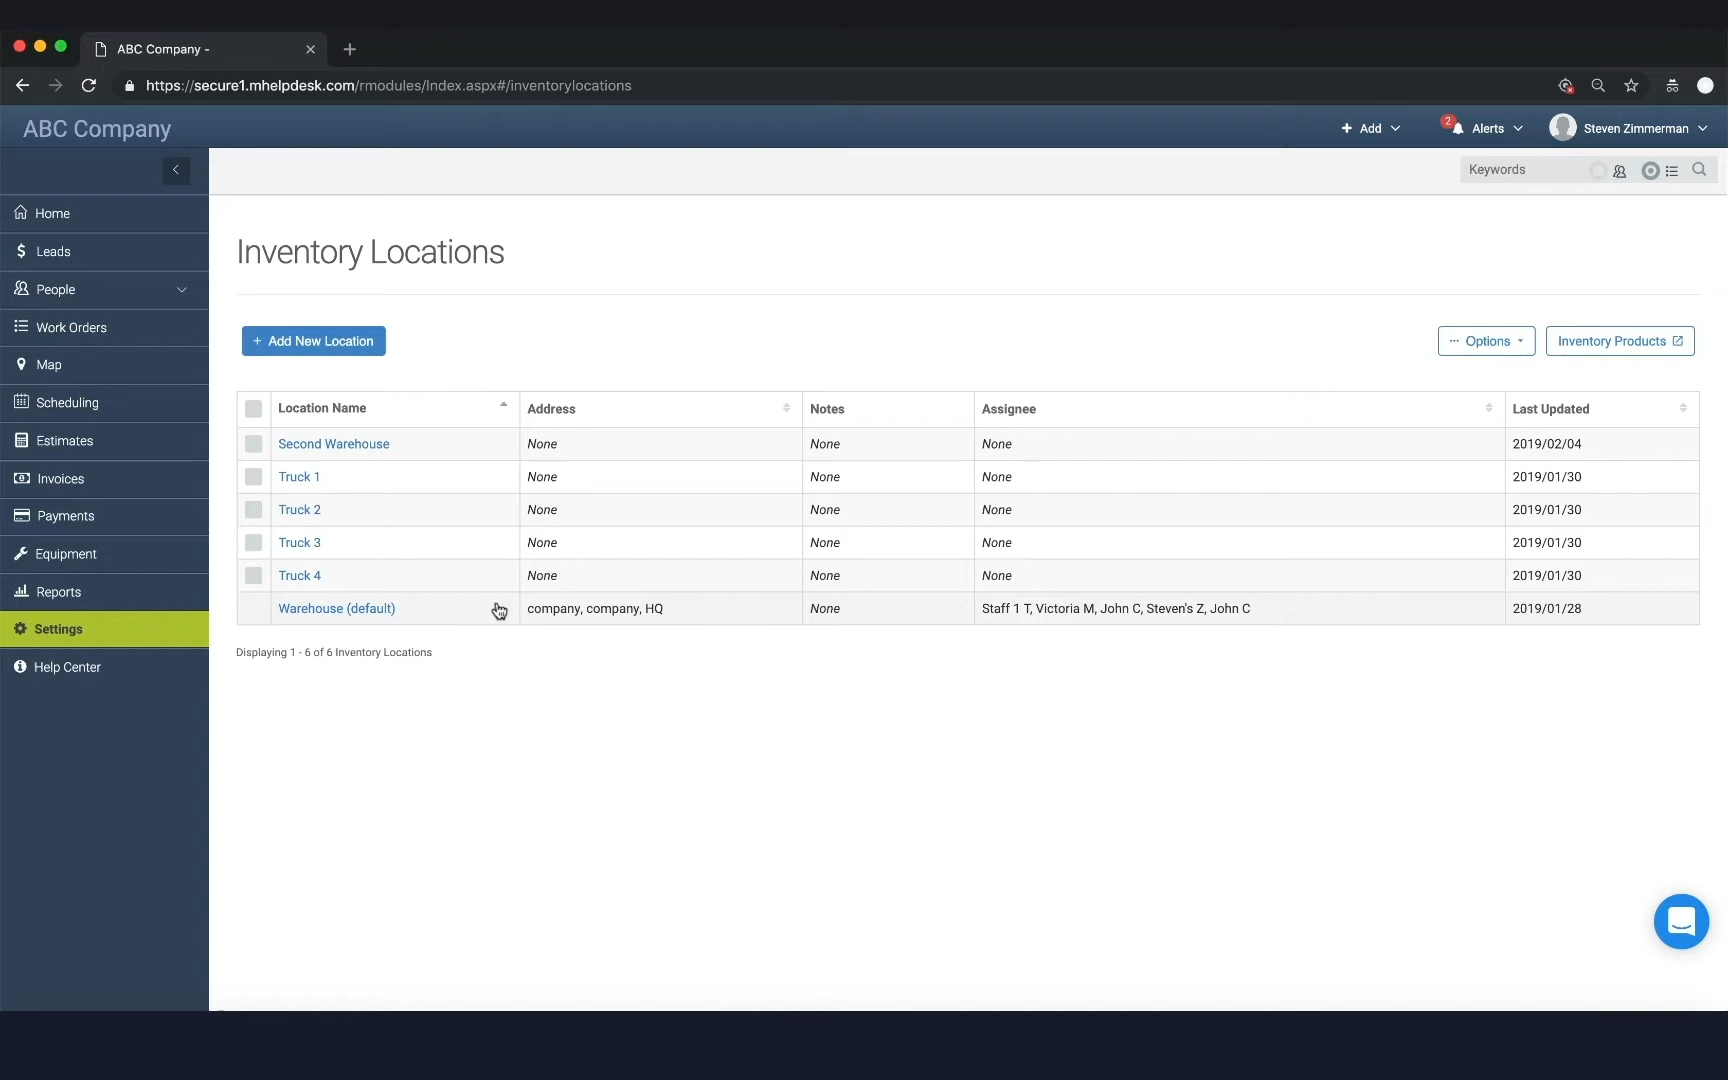 ABC Company -
https://secure1.mhelpdesk.com/rmodules/Index.aspx#/inventorylocations
ABC Company
+ Add
2
Alerts
Steven Zimmerman
Keywords
Home
Leads
People
Work Orders
Map
Scheduling
Estimates
Invoices
Payments
Equipment
Reports
Settings
Help Center
Inventory Locations
+ Add New Location
Options
Inventory Products
Location Name Address Notes Assignee Last Updated
Second Warehouse None None None 2019/02/04
Truck 1 None None None 2019/01/30
Truck 2 None None None 2019/01/30
Truck 3 None None None 2019/01/30
Truck 4 None None None 2019/01/30
Warehouse (default) company, company, HQ None Staff 1 T, Victoria M, John C, Steven's Z, John C 2019/01/28
Displaying 1 - 6 of 6 Inventory Locations